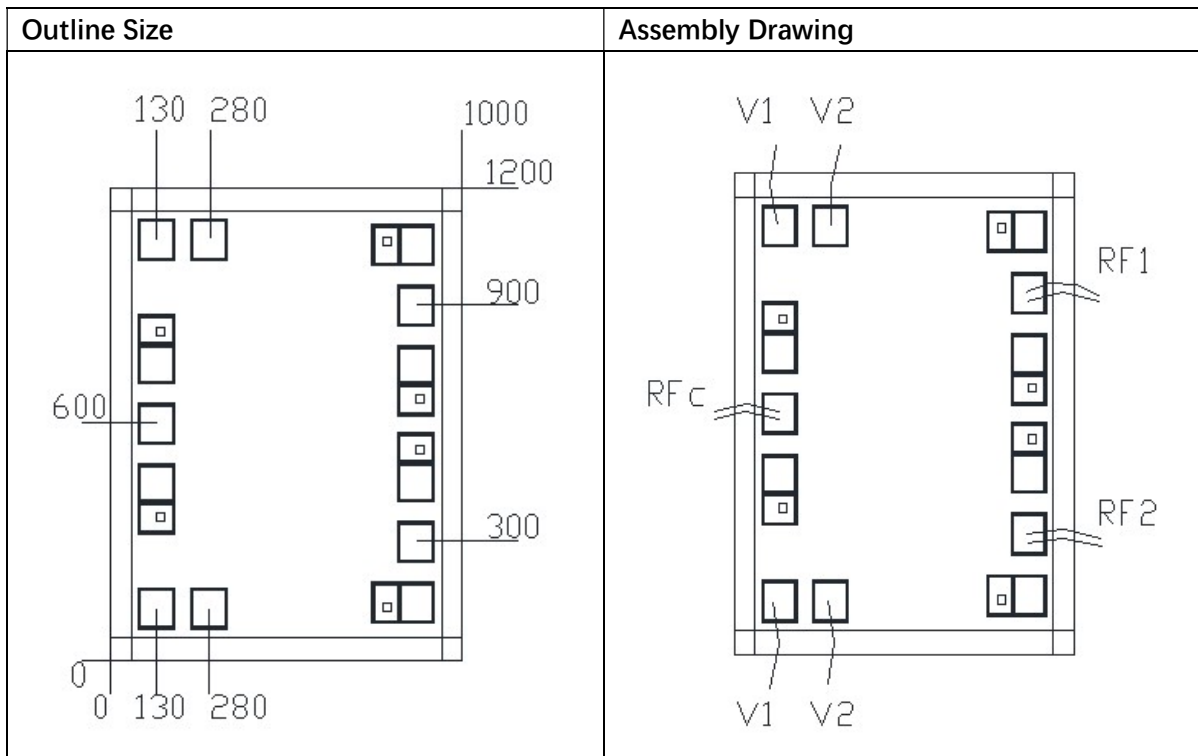 Outline Size
Assembly Drawing
130 280 1000
1200
900
600
300
0
0 130 280
V1 V2
RF1
RFc
RF2
V1 V2